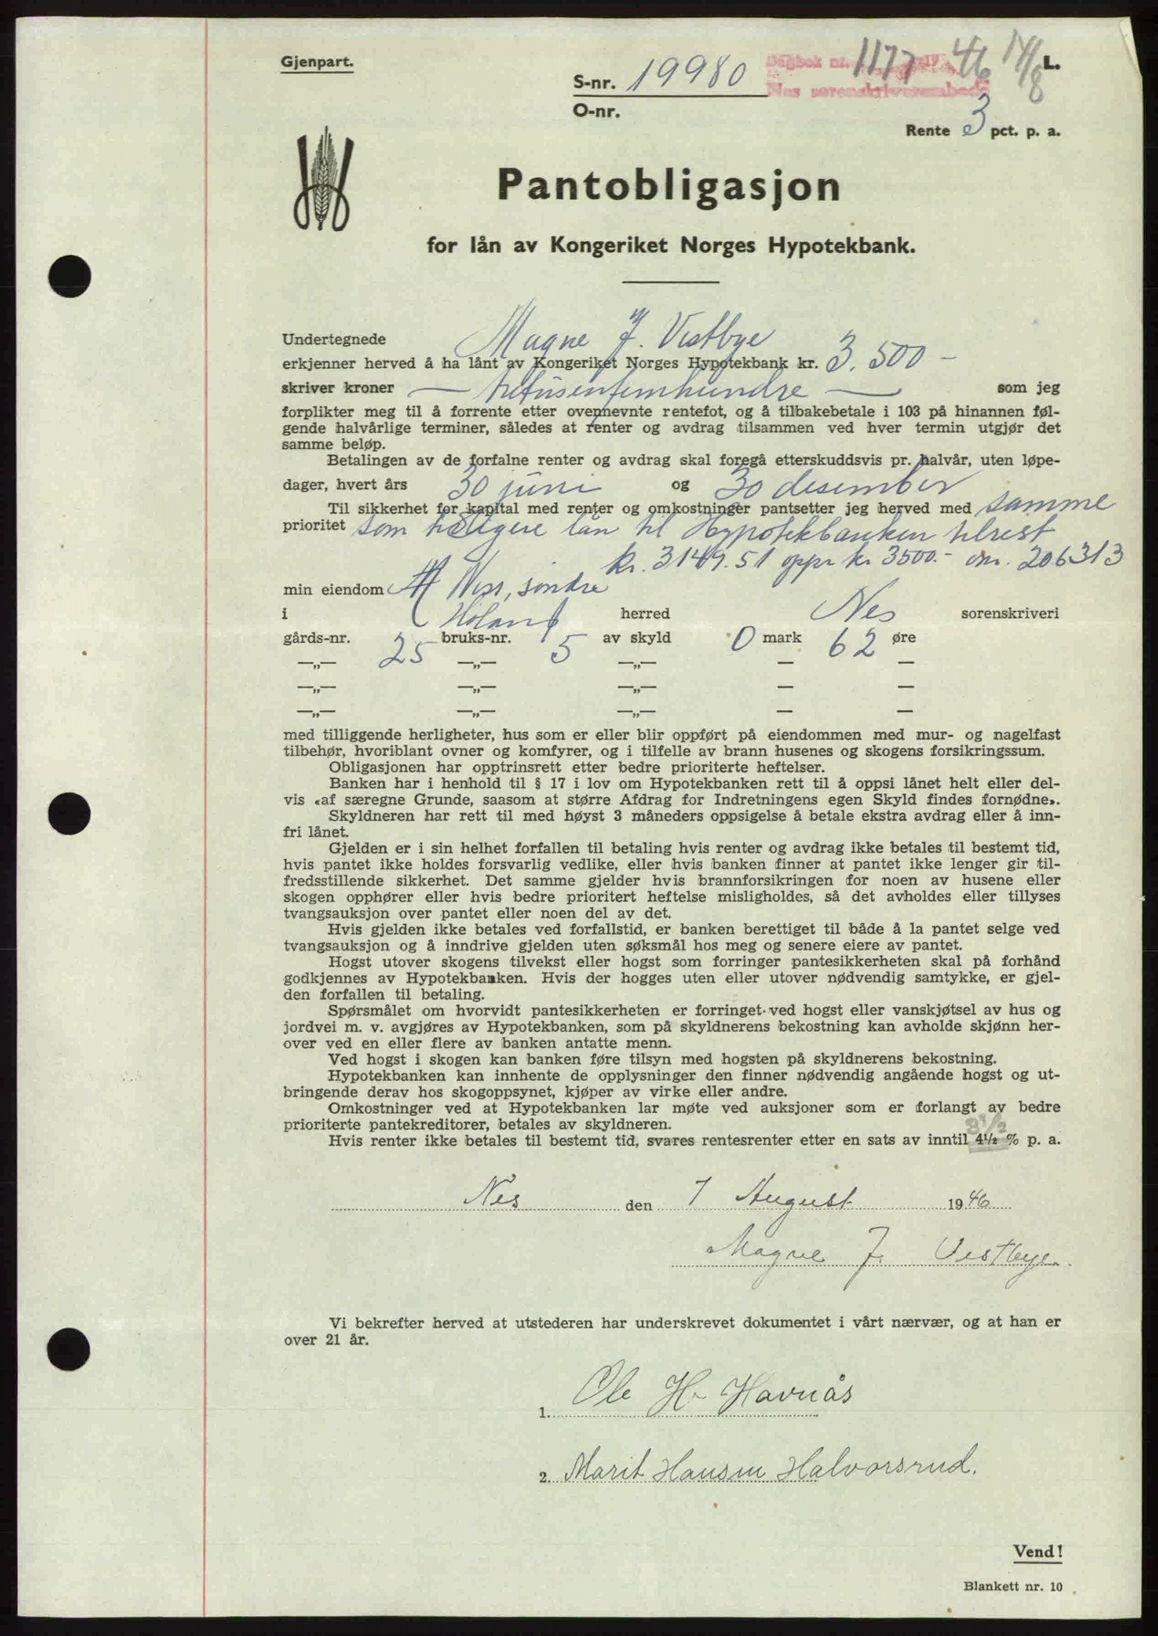 Gjenpart.
S-nr. 19980
Dagbok nr. 1177 19 46 14/8 L.
Nes sorenskriverembede
O-nr.
Rente 3 pct. p. a.
Pantobligasjon
for lån av Kongeriket Norges Hypotekbank.
Undertegnede Magne J. Vestbye
erkjenner herved å ha lånt av Kongeriket Norges Hypotekbank kr. 3.500 –
skriver kroner — tretusenfemhundre — som jeg
forplikter meg til å forrente etter ovennevnte rentefot, og å tilbakebetale i 103 på hinannen føl-
gende halvårlige terminer, således at renter og avdrag tilsammen ved hver termin utgjør det
samme beløp.
Betalingen av de forfalne renter og avdrag skal foregå etterskuddsvis pr. halvår, uten løpe-
dager, hvert års 30 juni og 30 desember
Til sikkerhet for kapital med renter og omkostninger pantsetter jeg herved med samme
prioritet som tidligere lån til Hypotekbanken tilrest
kr. 3149.51 oppr kr 3500.- onr. 206313
min eiendom Ness, søndre
i Høland herred Nes sorenskriveri
gårds-nr. 25 bruks-nr. 5 av skyld 0 mark 62 øre
—„— —„— —„— — —
—„— —„— —„— — —
—„— —„— —„— — —
med tilliggende herligheter, hus som er eller blir oppført på eiendommen med mur- og nagelfast
tilbehør, hvoriblant ovner og komfyrer, og i tilfelle av brann husenes og skogens forsikringssum.
Obligasjonen har opptrinsrett etter bedre prioriterte heftelser.
Banken har i henhold til § 17 i lov om Hypotekbanken rett til å oppsi lånet helt eller del-
vis «af særegne Grunde, saasom at større Afdrag for Indretningens egen Skyld findes fornødne».
Skyldneren har rett til med høyst 3 måneders oppsigelse å betale ekstra avdrag eller å inn-
fri lånet.
Gjelden er i sin helhet forfallen til betaling hvis renter og avdrag ikke betales til bestemt tid,
hvis pantet ikke holdes forsvarlig vedlike, eller hvis banken finner at pantet ikke lenger gir til-
fredsstillende sikkerhet. Det samme gjelder hvis brannforsikringen for noen av husene eller
skogen opphører eller hvis bedre prioritert heftelse misligholdes, så det avholdes eller tillyses
tvangsauksjon over pantet eller noen del av det.
Hvis gjelden ikke betales ved forfallstid, er banken berettiget til både å la pantet selge ved
tvangsauksjon og å inndrive gjelden uten søksmål hos meg og senere eiere av pantet.
Hogst utover skogens tilvekst eller hogst som forringer pantesikkerheten skal på forhånd
godkjennes av Hypotekbanken. Hvis der hogges uten eller utover nødvendig samtykke, er gjel-
den forfallen til betaling.
Spørsmålet om hvorvidt pantesikkerheten er forringet ved hogst eller vanskjøtsel av hus og
jordvei m. v. avgjøres av Hypotekbanken, som på skyldnerens bekostning kan avholde skjønn her-
over ved en eller flere av banken antatte menn.
Ved hogst i skogen kan banken føre tilsyn med hogsten på skyldnerens bekostning.
Hypotekbanken kan innhente de opplysninger den finner nødvendig angående hogst og ut-
bringende derav hos skogoppsynet, kjøper av virke eller andre.
Omkostninger ved at Hypotekbanken lar møte ved auksjoner som er forlangt av bedre
prioriterte pantekreditorer, betales av skyldneren.
3½
Hvis renter ikke betales til bestemt tid, svares rentesrenter etter en sats av inntil 4½ % p. a.
Nes den 7 August 1946
Magne J. Vestbye.
Vi bekrefter herved at utstederen har underskrevet dokumentet i vårt nærvær, og at han er
over 21 år.
1. Ole H. Havnås
2. Marit Hansen Halvorsrud.
Vend!
Blankett nr. 10